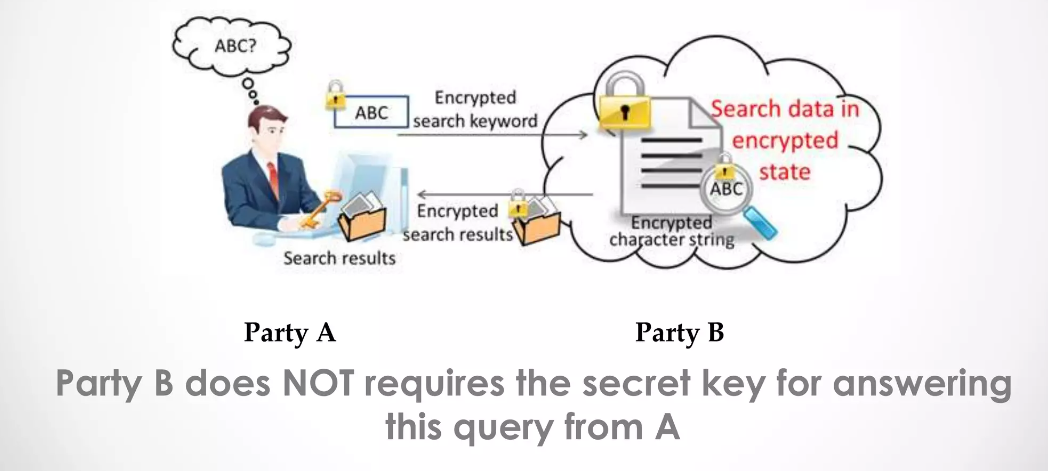 ABC?
ABC
Encrypted
search keyword
Search data in
encrypted
state
ABC
Encrypted
character string
Encrypted
search results
Search results
Party A
Party B
Party B does NOT requires the secret key for answering
this query from A